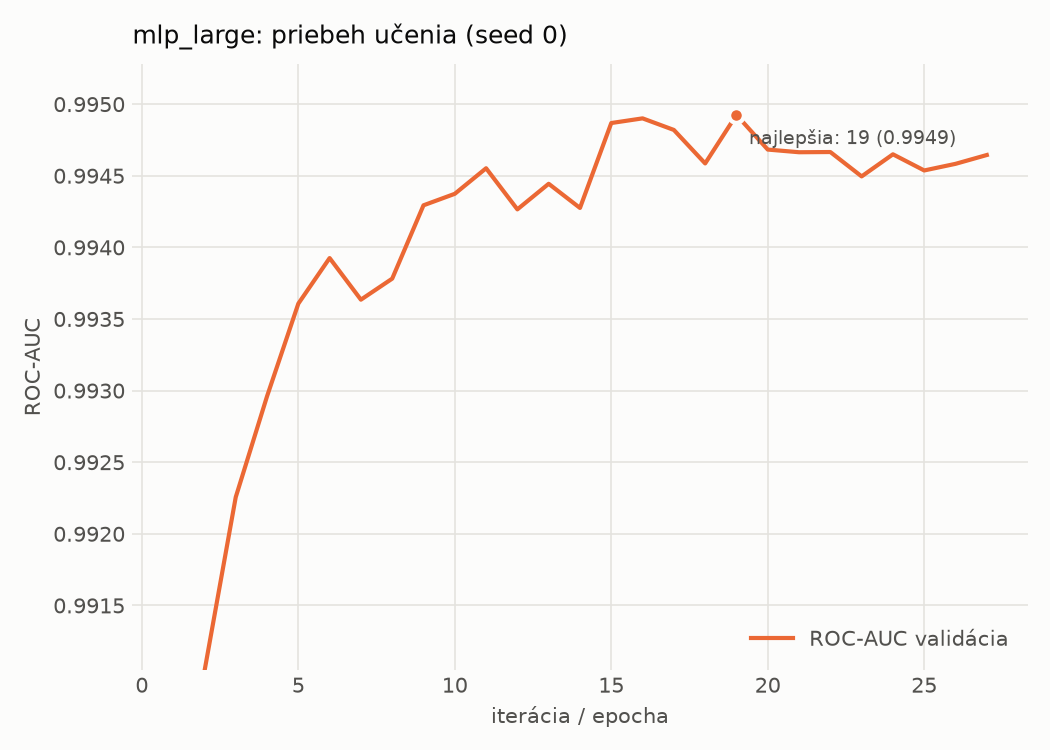 mlp_large: priebeh učenia (seed 0)
ROC-AUC
0.9950
0.9945
0.9940
0.9935
0.9930
0.9925
0.9920
0.9915
najlepšia: 19 (0.9949)
ROC-AUC validácia
0 5 10 15 20 25
iterácia / epocha